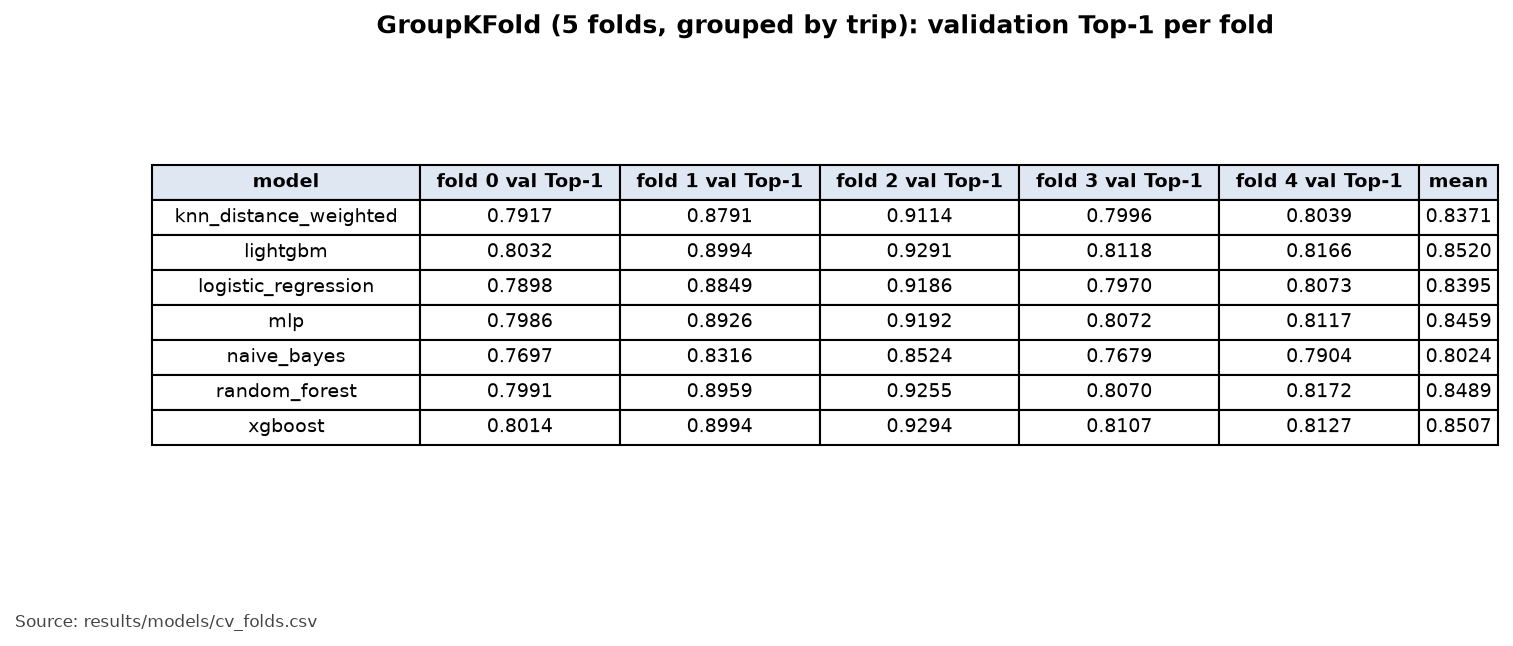 GroupKFold (5 folds, grouped by trip): validation Top-1 per fold
model fold 0 val Top-1 fold 1 val Top-1 fold 2 val Top-1 fold 3 val Top-1 fold 4 val Top-1 mean
knn_distance_weighted 0.7917 0.8791 0.9114 0.7996 0.8039 0.8371
lightgbm 0.8032 0.8994 0.9291 0.8118 0.8166 0.8520
logistic_regression 0.7898 0.8849 0.9186 0.7970 0.8073 0.8395
mlp 0.7986 0.8926 0.9192 0.8072 0.8117 0.8459
naive_bayes 0.7697 0.8316 0.8524 0.7679 0.7904 0.8024
random_forest 0.7991 0.8959 0.9255 0.8070 0.8172 0.8489
xgboost 0.8014 0.8994 0.9294 0.8107 0.8127 0.8507
Source: results/models/cv_folds.csv